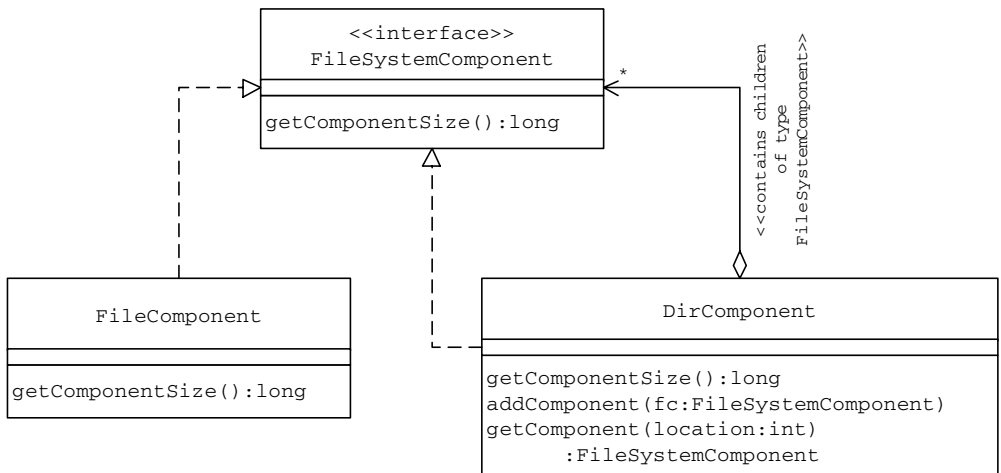 <<interface>>
FileSystemComponent
getComponentSize():long
*
<<contains children
of type
FileSystemComponent>>
FileComponent
getComponentSize():long
DirComponent
getComponentSize():long
addComponent(fc:FileSystemComponent)
getComponent(location:int)
:FileSystemComponent